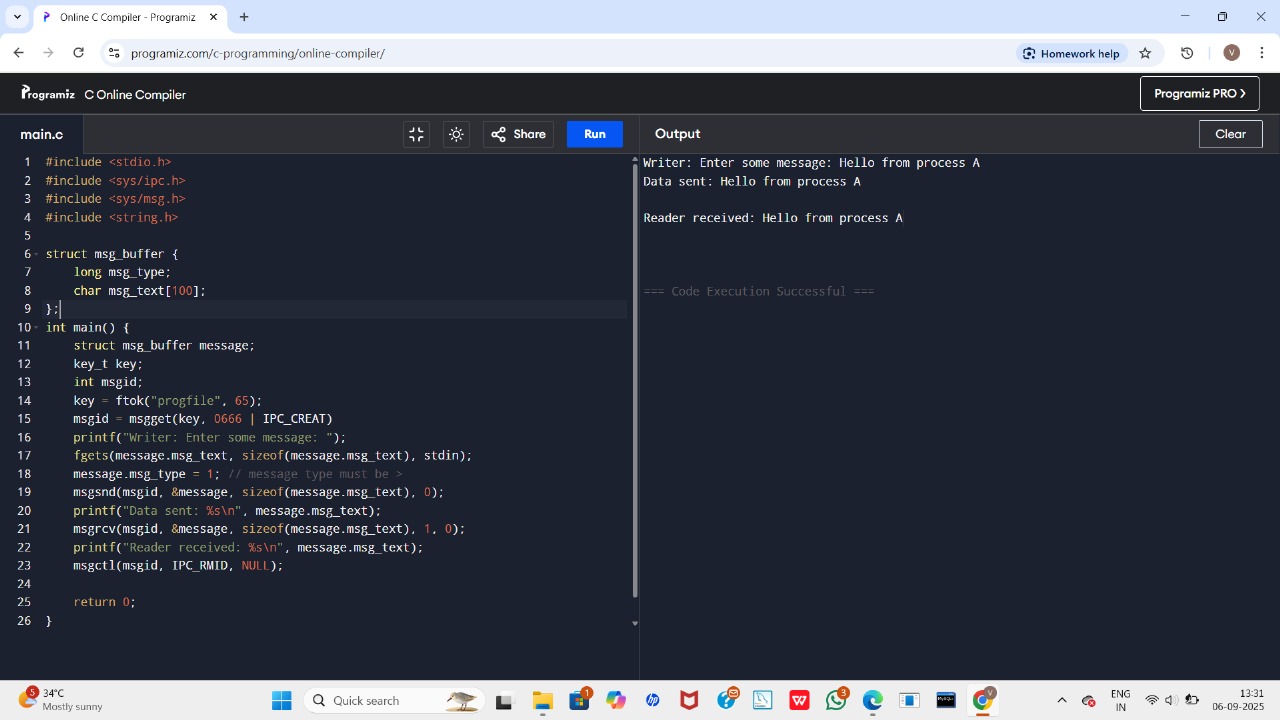 Online C Compiler - Programiz
programiz.com/c-programming/online-compiler/
Homework help
V
Programiz C Online Compiler
Programiz PRO >
main.c
Share
Run
Output
Clear
1 #include <stdio.h>
2 #include <sys/ipc.h>
3 #include <sys/msg.h>
4 #include <string.h>
5
6 struct msg_buffer {
7     long msg_type;
8     char msg_text[100];
9 };
10 int main() {
11     struct msg_buffer message;
12     key_t key;
13     int msgid;
14     key = ftok("progfile", 65);
15     msgid = msgget(key, 0666 | IPC_CREAT)
16     printf("Writer: Enter some message: ");
17     fgets(message.msg_text, sizeof(message.msg_text), stdin);
18     message.msg_type = 1; // message type must be >
19     msgsnd(msgid, &message, sizeof(message.msg_text), 0);
20     printf("Data sent: %s\n", message.msg_text);
21     msgrcv(msgid, &message, sizeof(message.msg_text), 1, 0);
22     printf("Reader received: %s\n", message.msg_text);
23     msgctl(msgid, IPC_RMID, NULL);
24
25     return 0;
26 }
Writer: Enter some message: Hello from process A
Data sent: Hello from process A
Reader received: Hello from process A
=== Code Execution Successful ===
5
34°C
Mostly sunny
Quick search
1
hp
W
3
MySQL
V
ENG
IN
13:31
06-09-2025